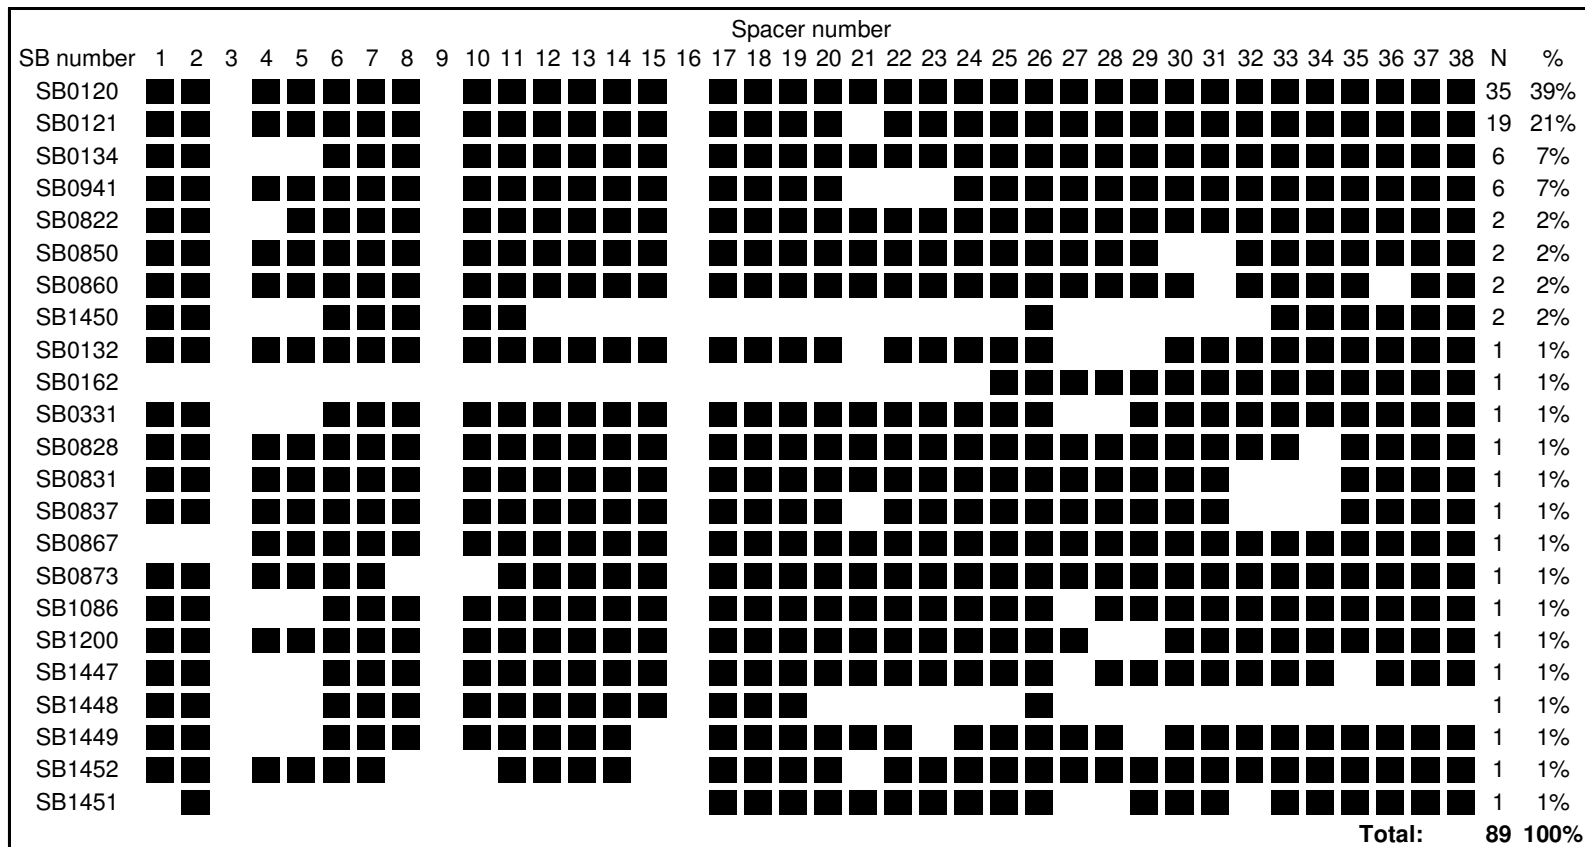 Spacer number
SB number 1 2 3 4 5 6 7 8 9 10 11 12 13 14 15 16 17 18 19 20 21 22 23 24 25 26 27 28 29 30 31 32 33 34 35 36 37 38 N %
SB0120 35 39%
SB0121 19 21%
SB0134 6 7%
SB0941 6 7%
SB0822 2 2%
SB0850 2 2%
SB0860 2 2%
SB1450 2 2%
SB0132 1 1%
SB0162 1 1%
SB0331 1 1%
SB0828 1 1%
SB0831 1 1%
SB0837 1 1%
SB0867 1 1%
SB0873 1 1%
SB1086 1 1%
SB1200 1 1%
SB1447 1 1%
SB1448 1 1%
SB1449 1 1%
SB1452 1 1%
SB1451 1 1%
Total: 89 100%